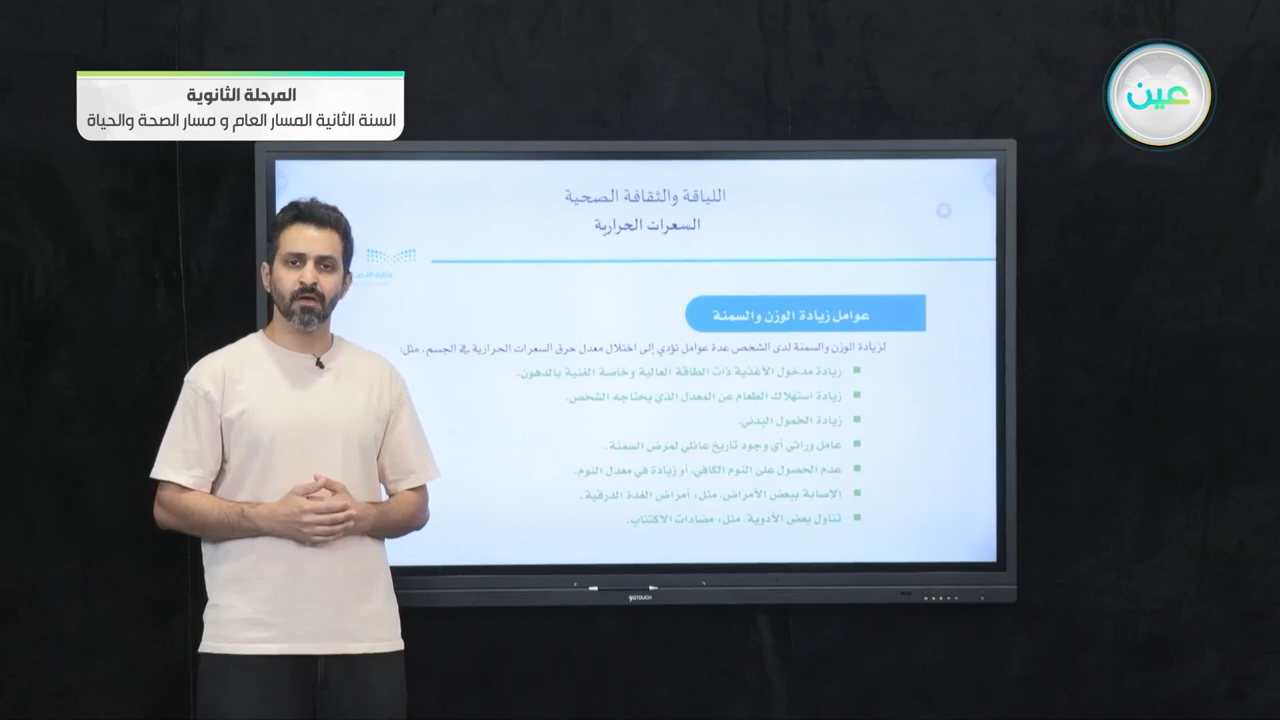 المرحلة الثانوية
السنة الثانية المسار العام و مسار الصحة والحياة
عين
اللياقة والثقافة الصحية
السعرات الحرارية
عوامل زيادة الوزن والسمنة
لزيادة الوزن والسمنة لدى الشخص عدة عوامل تؤدي إلى اختلال معدل حرق السعرات الحرارية في الجسم، مثل:
زيادة مدخول الأغذية ذات الطاقة العالية وخاصة الغنية بالدهون.
زيادة استهلاك الطعام عن المعدل الذي يحتاجه الشخص.
زيادة الخمول البدني.
عامل وراثي أي وجود تاريخ عائلي لمرض السمنة.
عدم الحصول على النوم الكافي، أو زيادة في معدل النوم.
الإصابة ببعض الأمراض، مثل: أمراض الغدة الدرقية.
تناول بعض الأدوية، مثل: مضادات الاكتئاب.